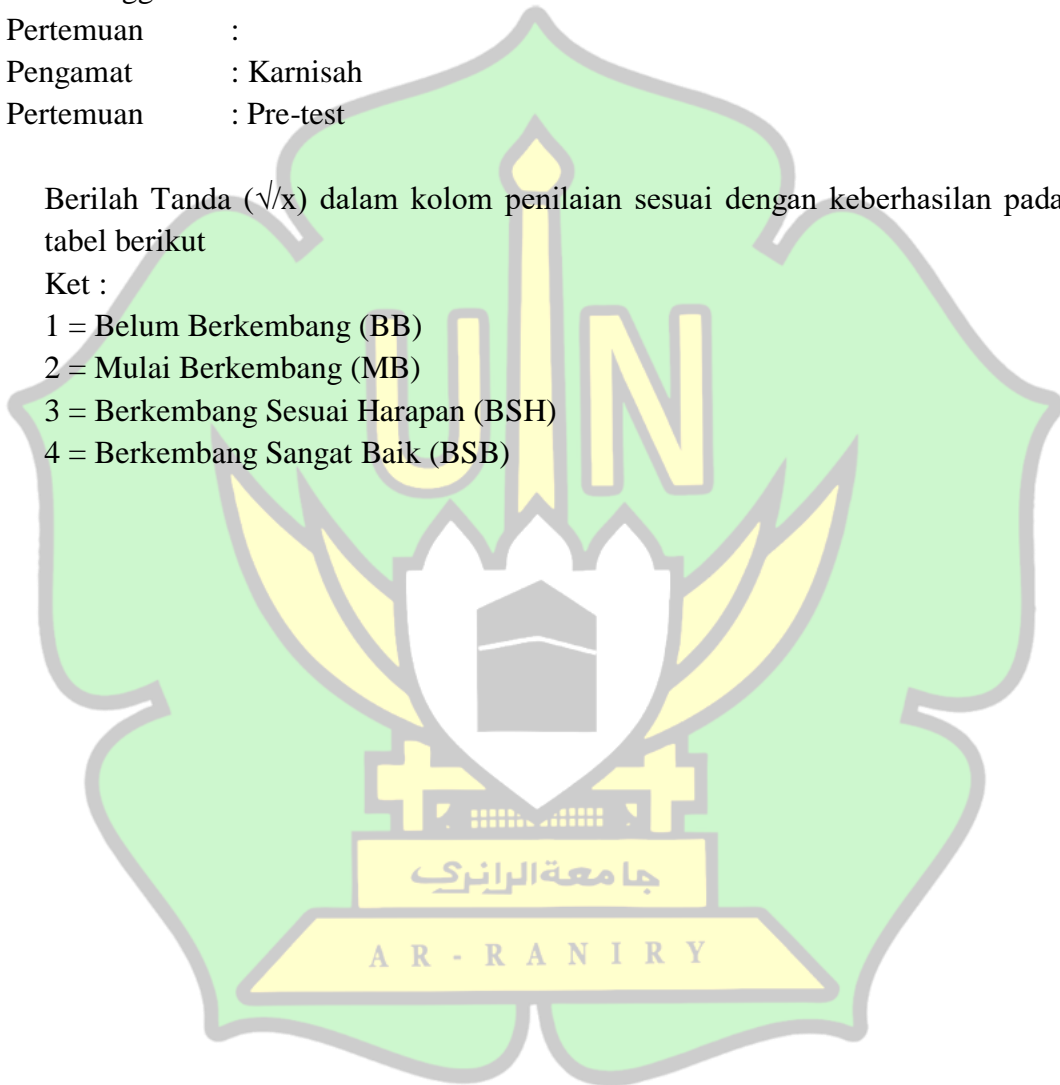 Pertemuan :
Pengamat : Karnisah
Pertemuan : Pre-test
Berilah Tanda (√/x) dalam kolom penilaian sesuai dengan keberhasilan pada
tabel berikut
Ket :
1 = Belum Berkembang (BB)
2 = Mulai Berkembang (MB)
3 = Berkembang Sesuai Harapan (BSH)
4 = Berkembang Sangat Baik (BSB)
UIN
جامعةالرانري
AR-RANIRY